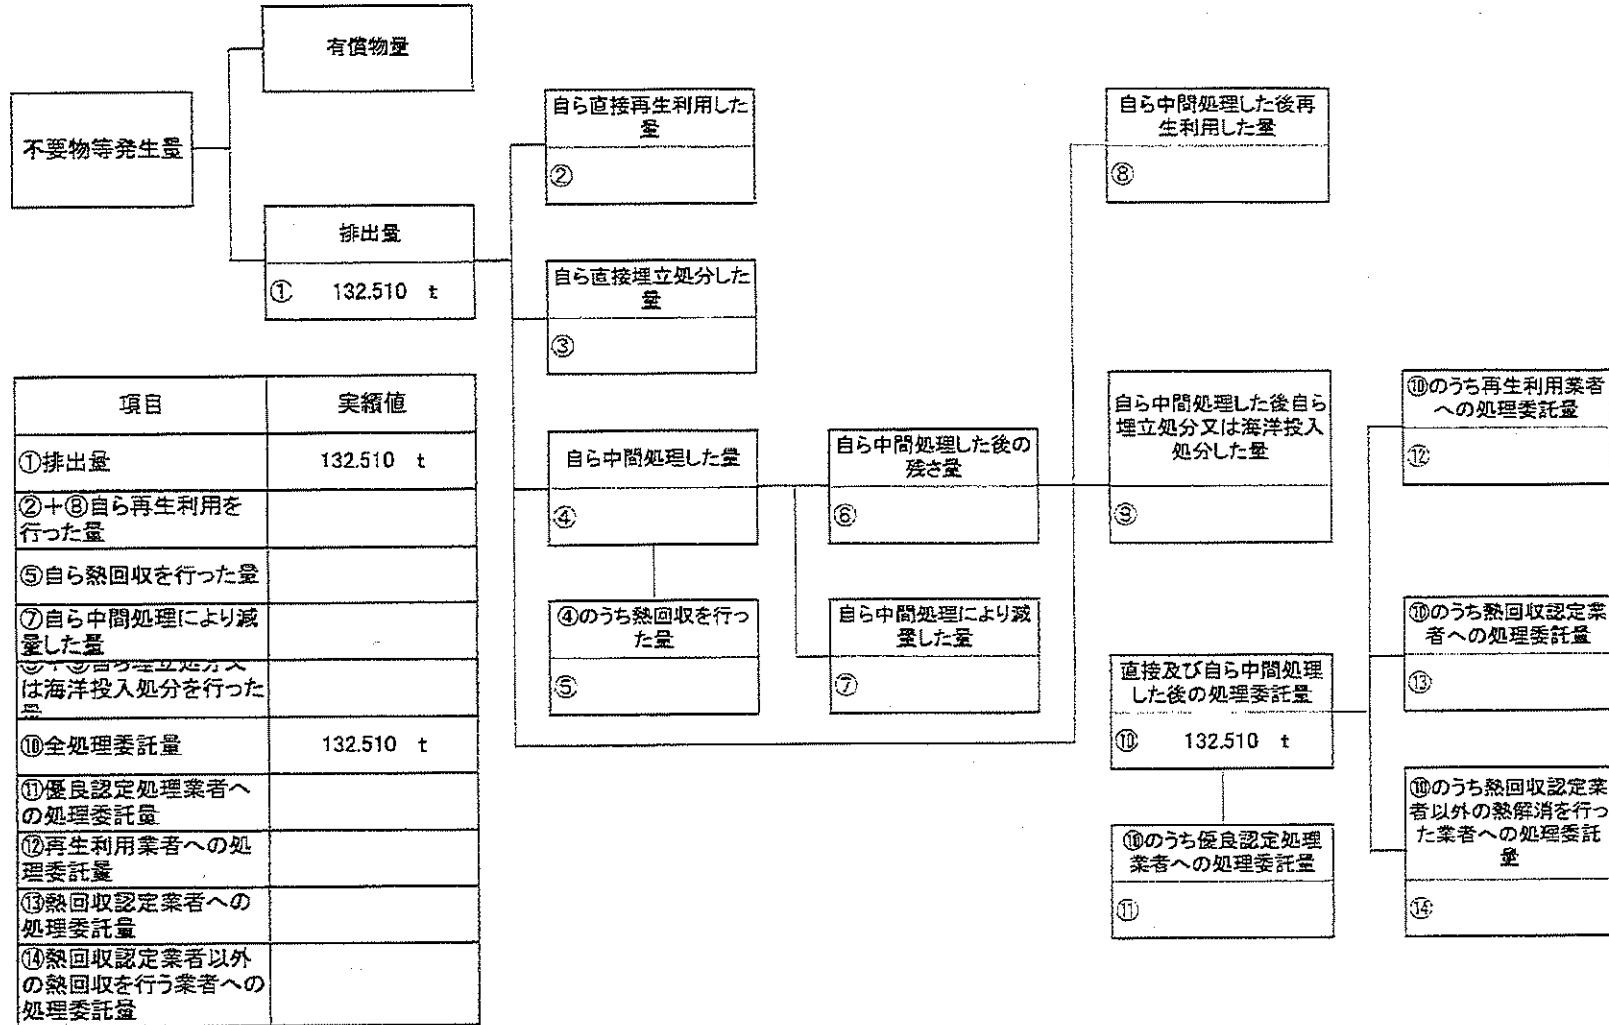 有償物量
不要物等発生量
排出量
① 132.510 t
自ら直接再生利用した
量
②
自ら直接埋立処分した
量
③
自ら中間処理した量
④
④のうち熱回収を行っ
た量
⑤
自ら中間処理した後の
残さ量
⑥
自ら中間処理により減
量した量
⑦
自ら中間処理した後再
生利用した量
⑧
自ら中間処理した後自ら
埋立処分又は海洋投入
処分した量
⑨
直接及び自ら中間処理
した後の処理委託量
⑩ 132.510 t
⑩のうち優良認定処理
業者への処理委託量
⑪
⑩のうち再生利用業者
への処理委託量
⑫
⑩のうち熱回収認定業
者への処理委託量
⑬
⑩のうち熱回収認定業
者以外の熱解消を行っ
た業者への処理委託
量
⑭
項目 実績値
①排出量 132.510 t
②+⑧自ら再生利用を
行った量
⑤自ら熱回収を行った量
⑦自ら中間処理により減
量した量
③+⑨自ら埋立処分又
は海洋投入処分を行った
量
⑩全処理委託量 132.510 t
⑪優良認定処理業者へ
の処理委託量
⑫再生利用業者への処
理委託量
⑬熱回収認定業者への
処理委託量
⑭熱回収認定業者以外
の熱回収を行う業者への
処理委託量